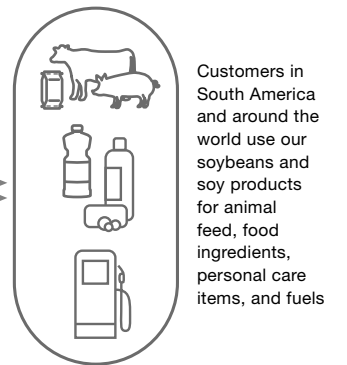 Customers in
South America
and around the
world use our
soybeans and
soy products
for animal
feed, food
ingredients,
personal care
items, and fuels